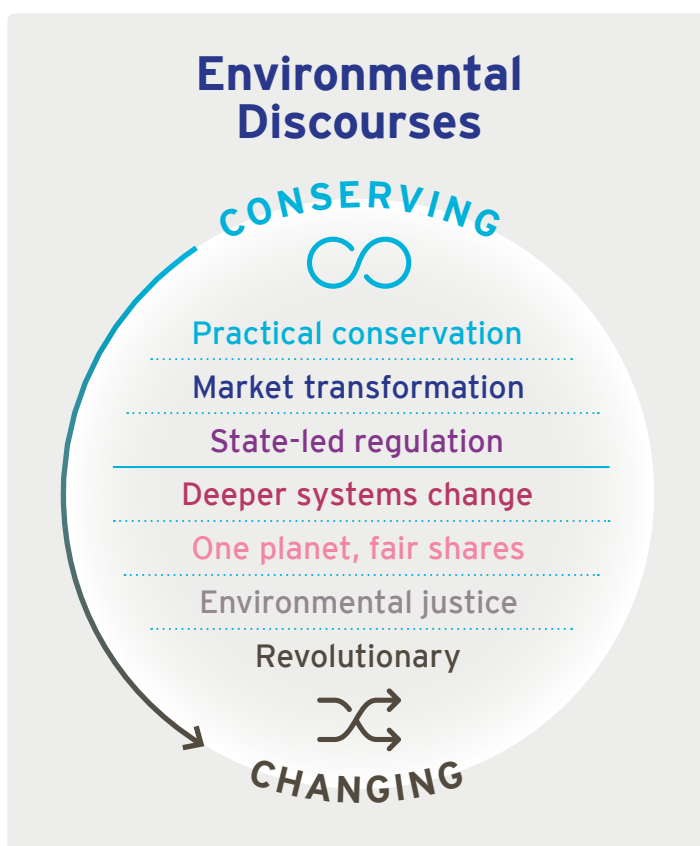 Environmental
Discourses
CONSERVING
Practical conservation
Market transformation
State-led regulation
Deeper systems change
One planet, fair shares
Environmental justice
Revolutionary
CHANGING